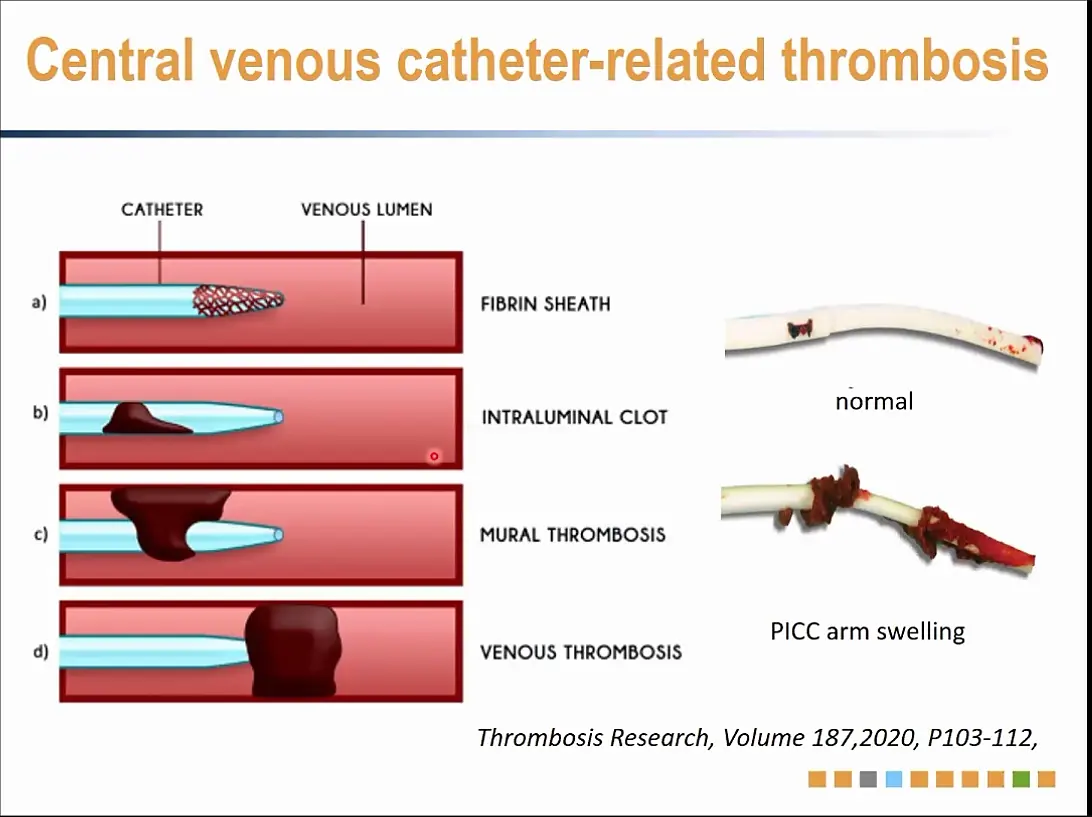 Central venous catheter-related thrombosis
CATHETER
VENOUS LUMEN
a)
FIBRIN SHEATH
b)
INTRALUMINAL CLOT
c)
MURAL THROMBOSIS
d)
VENOUS THROMBOSIS
normal
PICC arm swelling
Thrombosis Research, Volume 187,2020, P103-112,